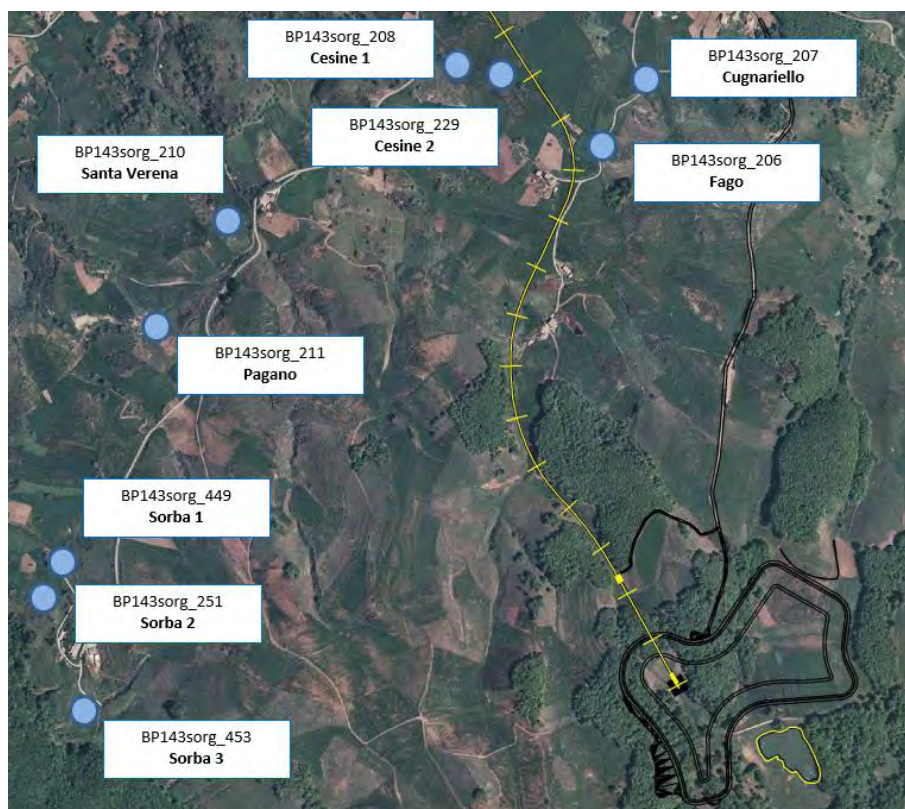 BP143sorg_208
Cesine 1
BP143sorg_207
Cugnariello
BP143sorg_229
Cesine 2
BP143sorg_210
Santa Verena
BP143sorg_206
Fago
BP143sorg_211
Pagano
BP143sorg_449
Sorba 1
BP143sorg_251
Sorba 2
BP143sorg_453
Sorba 3